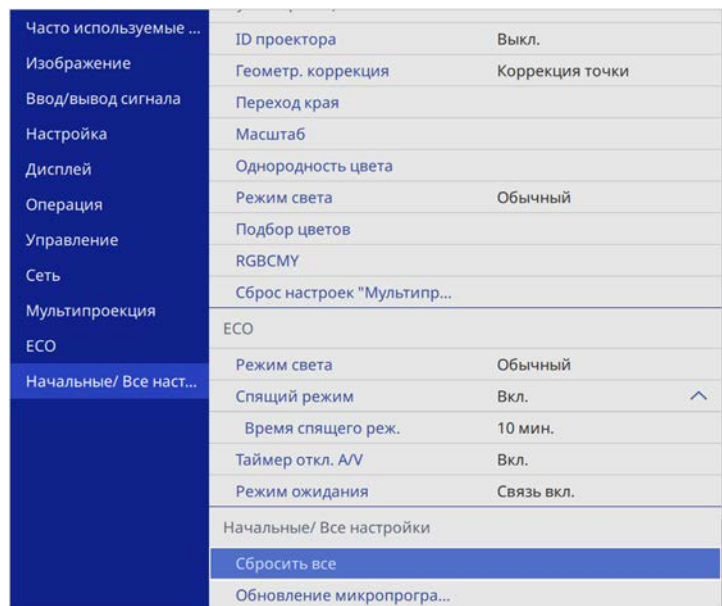 Часто используемые ...
Изображение
Ввод/вывод сигнала
Настройка
Дисплей
Операция
Управление
Сеть
Мультипроекция
ECO
Начальные/ Все наст...
ID проектора Выкл.
Геометр. коррекция Коррекция точки
Переход края
Масштаб
Однородность цвета
Режим света Обычный
Подбор цветов
RGBCMY
Сброс настроек "Мультипр...
ECO
Режим света Обычный
Спящий режим Вкл.
Время спящего реж. 10 мин.
Таймер откл. A/V Вкл.
Режим ожидания Связь вкл.
Начальные/ Все настройки
Сбросить все
Обновление микропрогра...